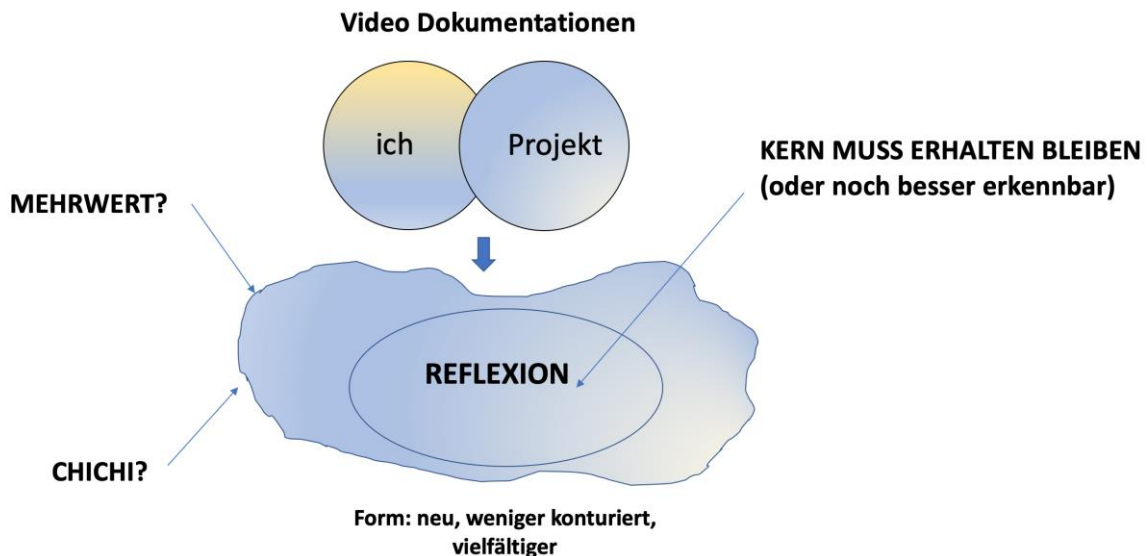 Video Dokumentationen
ich
Projekt
KERN MUSS ERHALTEN BLEIBEN
(oder noch besser erkennbar)
MEHRWERT?
REFLEXION
CHICHI?
Form: neu, weniger konturiert,
vielfältiger